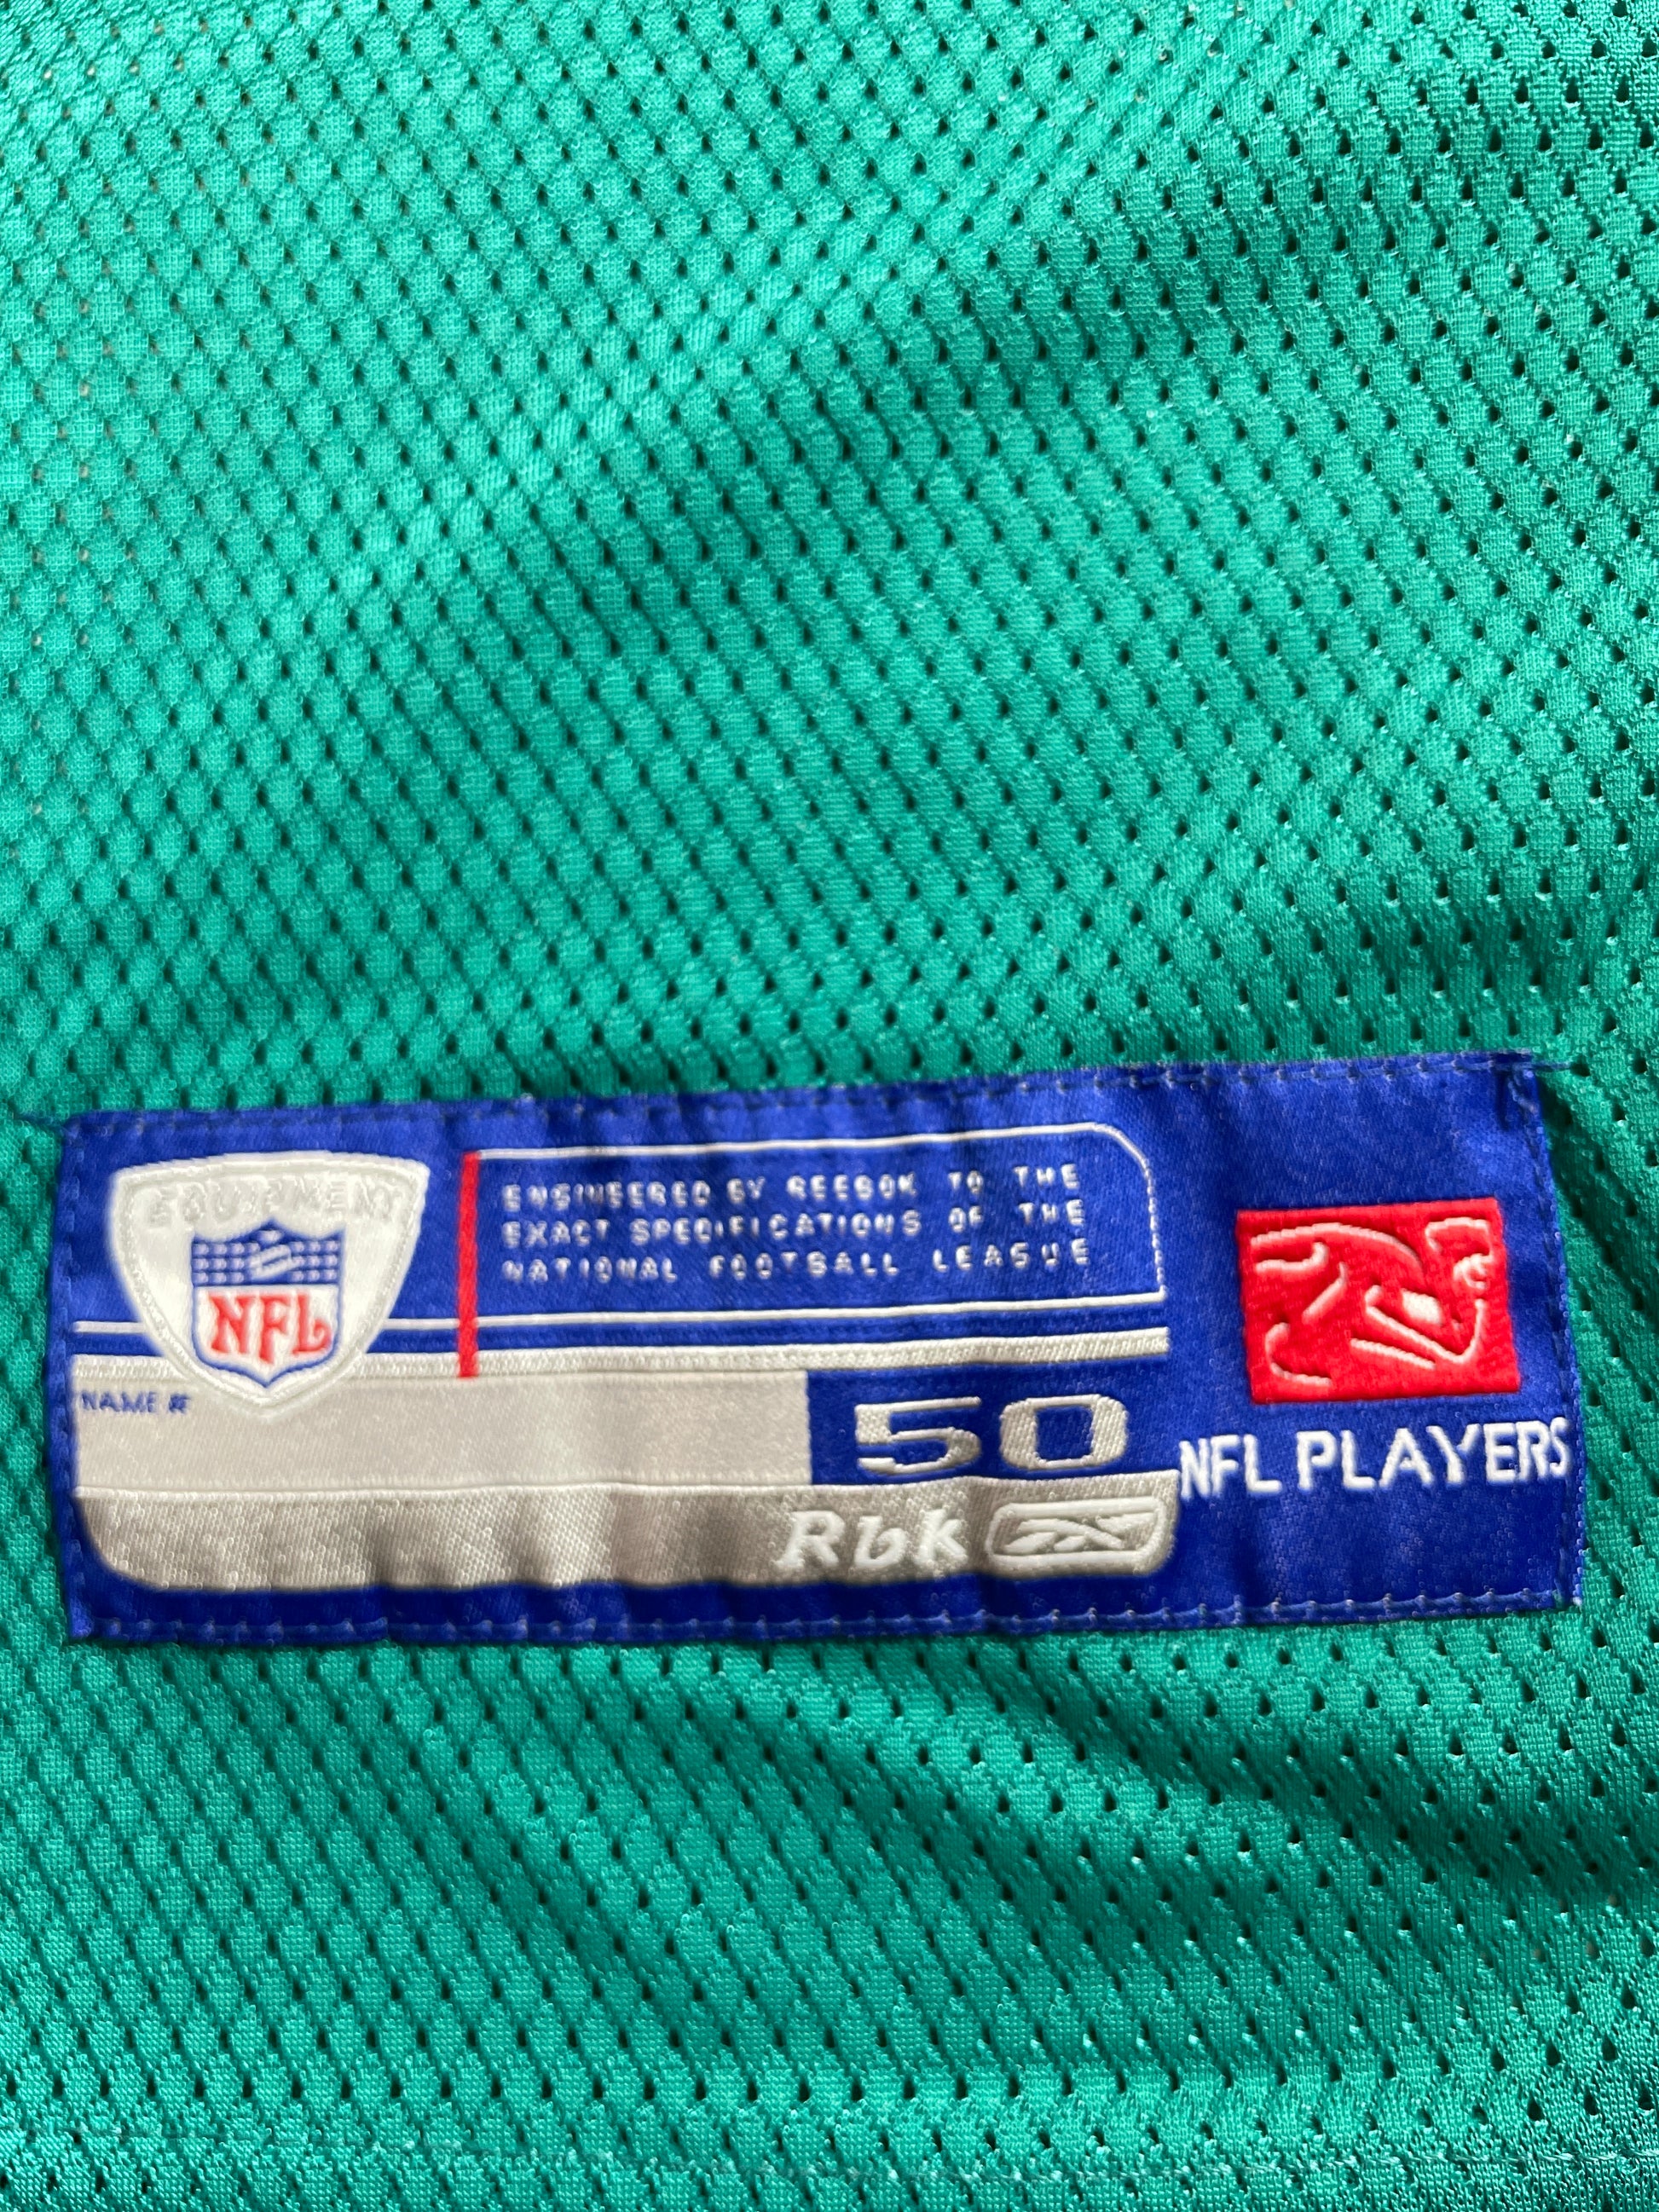 EQUIPMENT
NFL
ENGINEERED BY REEBOK TO THE
EXACT SPECIFICATIONS OF THE
NATIONAL FOOTBALL LEAGUE
NAME #
50
Rbk
NFL PLAYERS